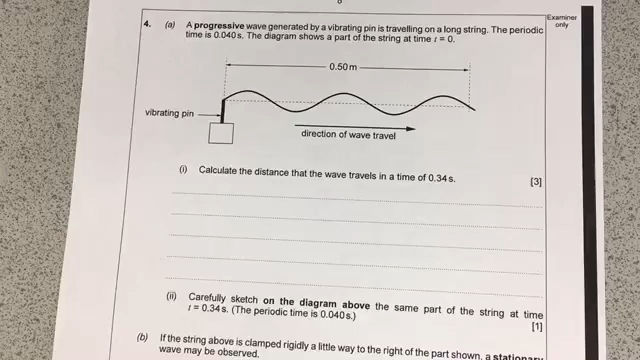 Examiner
only
4. (a) A progressive wave generated by a vibrating pin is travelling on a long string. The periodic
time is 0.040 s. The diagram shows a part of the string at time t = 0.
0.50 m
vibrating pin
direction of wave travel
(i) Calculate the distance that the wave travels in a time of 0.34 s. [3]
(ii) Carefully sketch on the diagram above the same part of the string at time
t = 0.34 s. (The periodic time is 0.040 s.) [1]
(b) If the string above is clamped rigidly a little way to the right of the part shown, a stationary
wave may be observed.